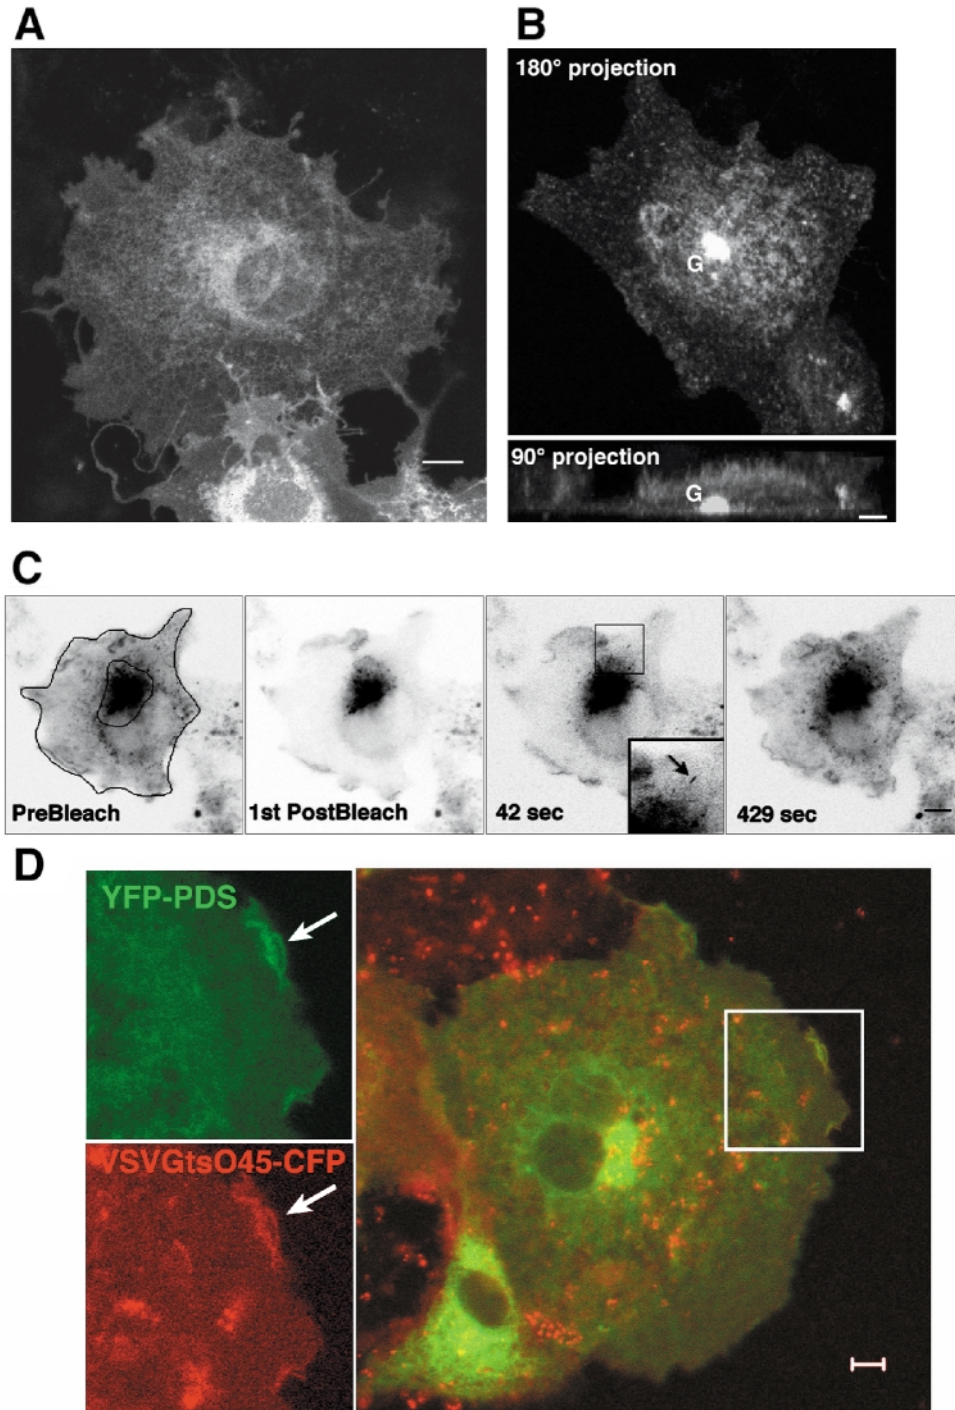 A
B
180° projection
G
90° projection
G
C
PreBleach
1st PostBleach
42 sec
429 sec
D
YFP-PDS
VSVGtsO45-CFP